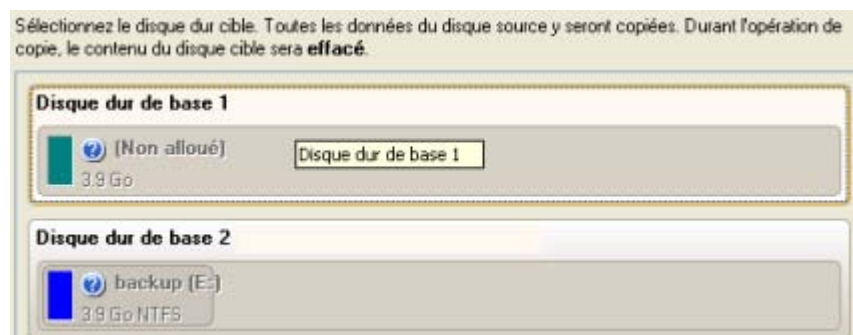 Sélectionnez le disque dur cible. Toutes les données du disque source y seront copiées. Durant l'opération de
copie, le contenu du disque cible sera effacé.
Disque dur de base 1
(Non alloué)
Disque dur de base 1
3.9 Go
Disque dur de base 2
backup (E:)
3.9 Go NTFS